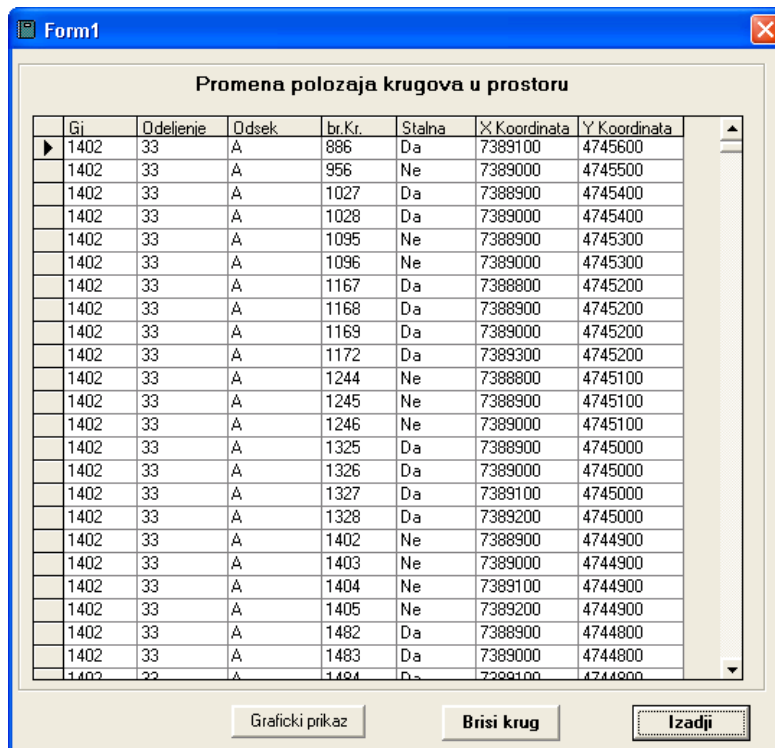 Form1
Promena polozaja krugova u prostoru
Gj Odeljenje Odsek br.Kr. Stalna X Koordinata Y Koordinata
1402 33 A 886 Da 7389100 4745600
1402 33 A 956 Ne 7389000 4745500
1402 33 A 1027 Da 7388900 4745400
1402 33 A 1028 Da 7389000 4745400
1402 33 A 1095 Ne 7388900 4745300
1402 33 A 1096 Ne 7389000 4745300
1402 33 A 1167 Da 7388800 4745200
1402 33 A 1168 Da 7388900 4745200
1402 33 A 1169 Da 7389000 4745200
1402 33 A 1172 Da 7389300 4745200
1402 33 A 1244 Ne 7388800 4745100
1402 33 A 1245 Ne 7388900 4745100
1402 33 A 1246 Ne 7389000 4745100
1402 33 A 1325 Da 7388900 4745000
1402 33 A 1326 Da 7389000 4745000
1402 33 A 1327 Da 7389100 4745000
1402 33 A 1328 Da 7389200 4745000
1402 33 A 1402 Ne 7388900 4744900
1402 33 A 1403 Ne 7389000 4744900
1402 33 A 1404 Ne 7389100 4744900
1402 33 A 1405 Ne 7389200 4744900
1402 33 A 1482 Da 7388900 4744800
1402 33 A 1483 Da 7389000 4744800
1402 33 A 1484 Da 7389100 4744800
Graficki prikaz Brisi krug Izadji